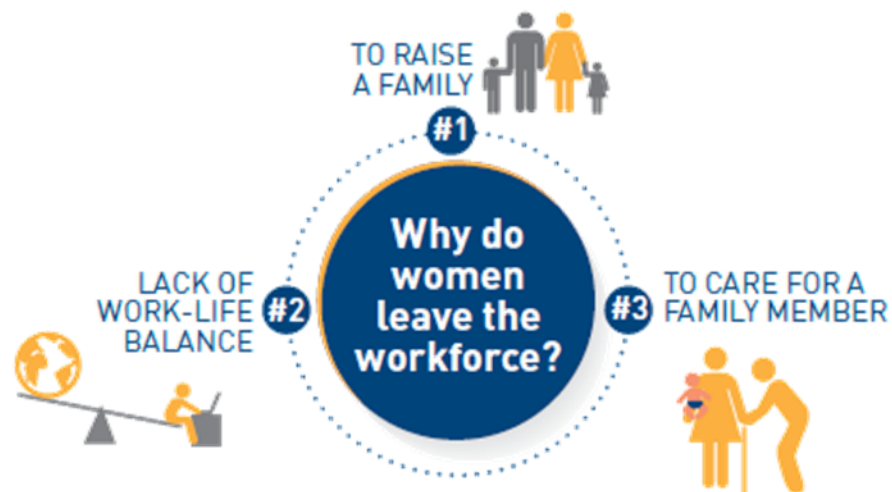 TO RAISE
A FAMILY
#1
Why do
women
leave the
workforce?
LACK OF
WORK-LIFE
BALANCE
#2
#3
TO CARE FOR A
FAMILY MEMBER